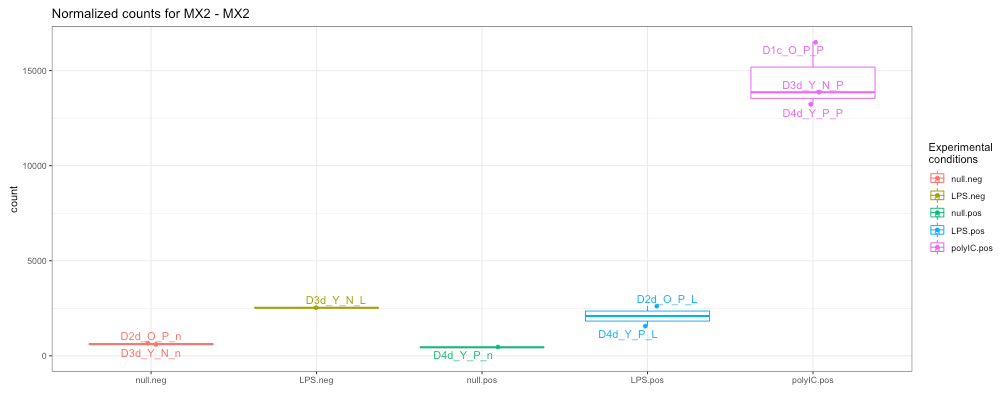 Normalized counts for MX2 - MX2
count
15000
10000
5000
0
D1c_O_P_P
D3d_Y_N_P
D4d_Y_P_P
D3d_Y_N_L
D2d_O_P_L
D4d_Y_P_L
D2d_O_P_n
D3d_Y_N_n
D4d_Y_P_n
null.neg
LPS.neg
null.pos
LPS.pos
polyIC.pos
Experimental
conditions
null.neg
LPS.neg
null.pos
LPS.pos
polyIC.pos